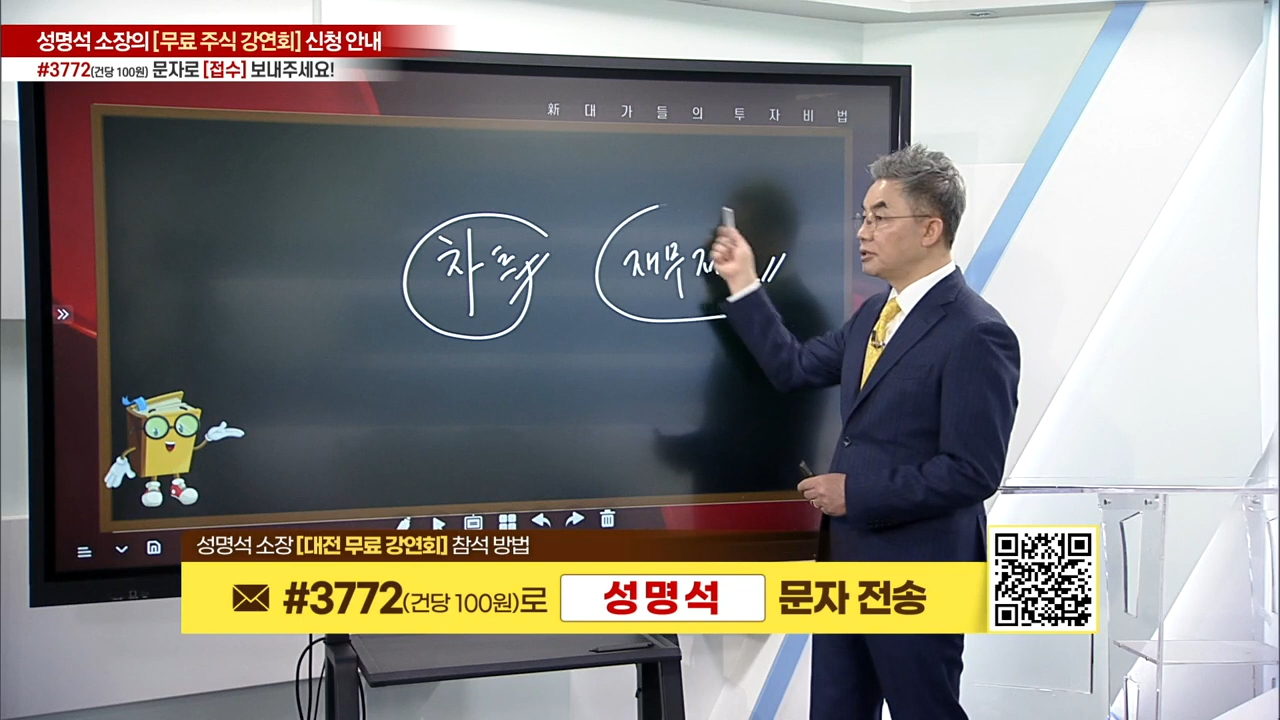 성명석 소장의 [무료 주식 강연회] 신청 안내
#3772(건당 100원) 문자로 [접수] 보내주세요!
新 대가들의 투자비법
차트
재무제
성명석 소장 [대전 무료 강연회] 참석 방법
#3772(건당 100원)로 성명석 문자 전송